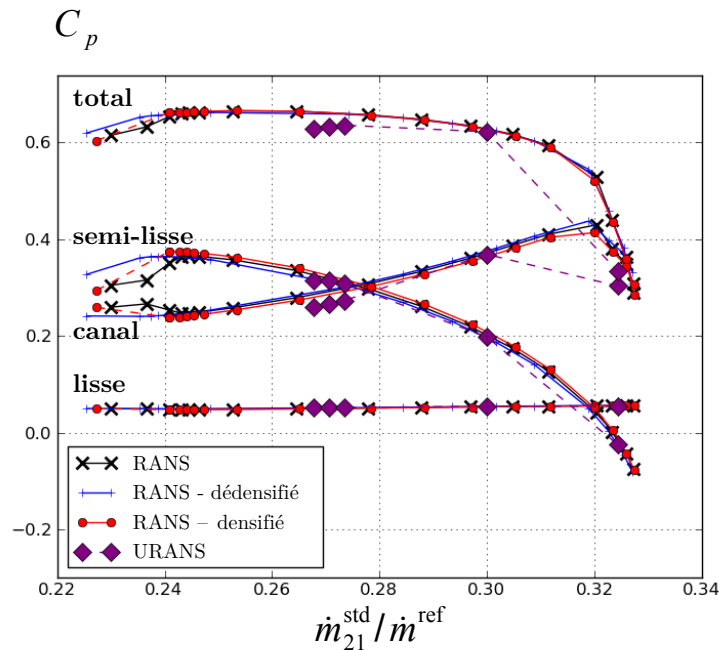 C p
total
0.6
0.4
semi-lisse
0.2
canal
lisse
0.0
RANS
RANS - dédensifié
RANS – densifié
URANS
−0.2
0.22 0.24 0.26 0.28 0.30 0.32 0.34
ṁ₂₁ˢᵗᵈ/ṁʳᵉᶠ